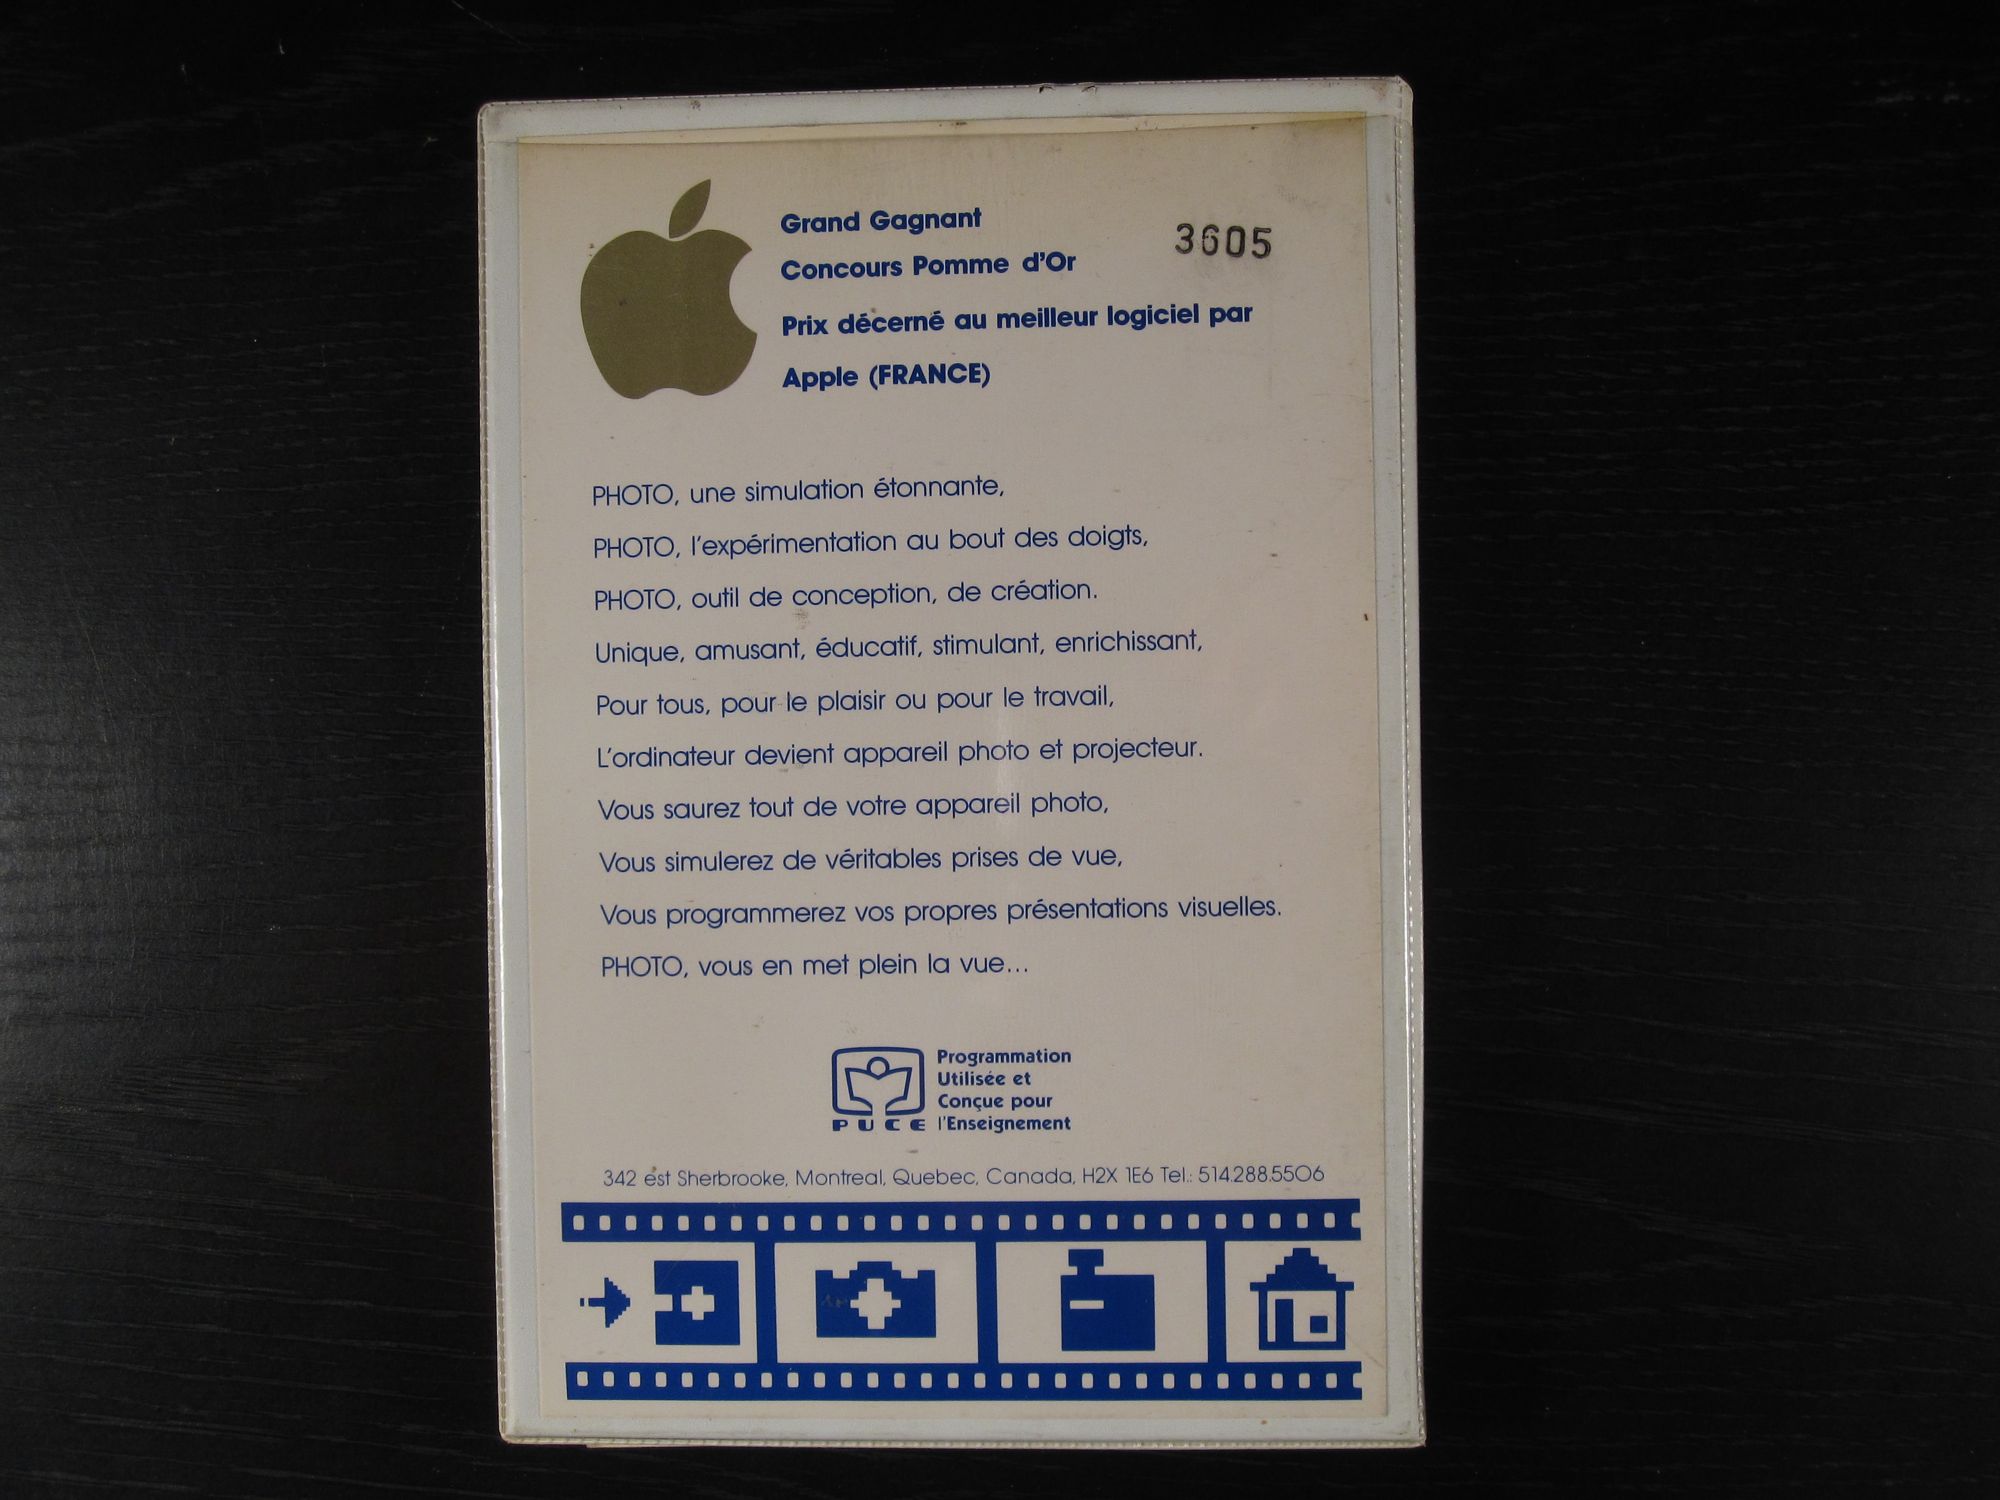 Grand Gagnant
3605
Concours Pomme d'Or
Prix décerné au meilleur logiciel par
Apple (FRANCE)
PHOTO, une simulation étonnante,
PHOTO, l'expérimentation au bout des doigts,
PHOTO, outil de conception, de création.
Unique, amusant, éducatif, stimulant, enrichissant,
Pour tous, pour le plaisir ou pour le travail,
L'ordinateur devient appareil photo et projecteur.
Vous saurez tout de votre appareil photo,
Vous simulerez de véritables prises de vue,
Vous programmerez vos propres présentations visuelles.
PHOTO, vous en met plein la vue...
Programmation
Utilisée et
Conçue pour
PUCE l'Enseignement
342 est Sherbrooke, Montreal, Quebec, Canada, H2X 1E6 Tel.: 514.288.5506